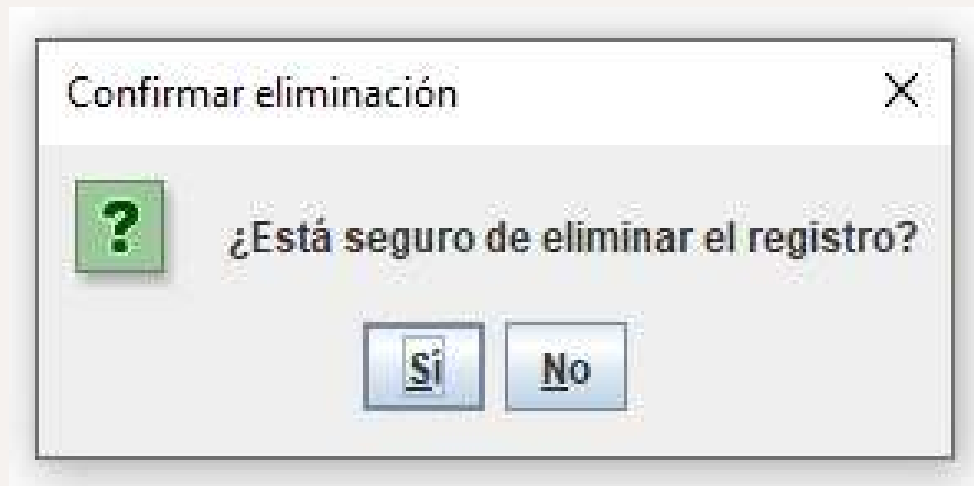 Confirmar eliminación
¿Está seguro de eliminar el registro?
Sí No